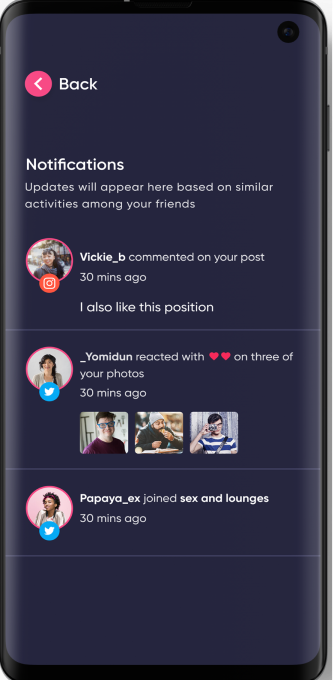 Back
Notifications
Updates will appear here based on similar
activities among your friends
Vickie_b commented on your post
30 mins ago
I also like this position
_Yomidun reacted with ❤❤ on three of
your photos
30 mins ago
Papaya_ex joined sex and lounges
30 mins ago